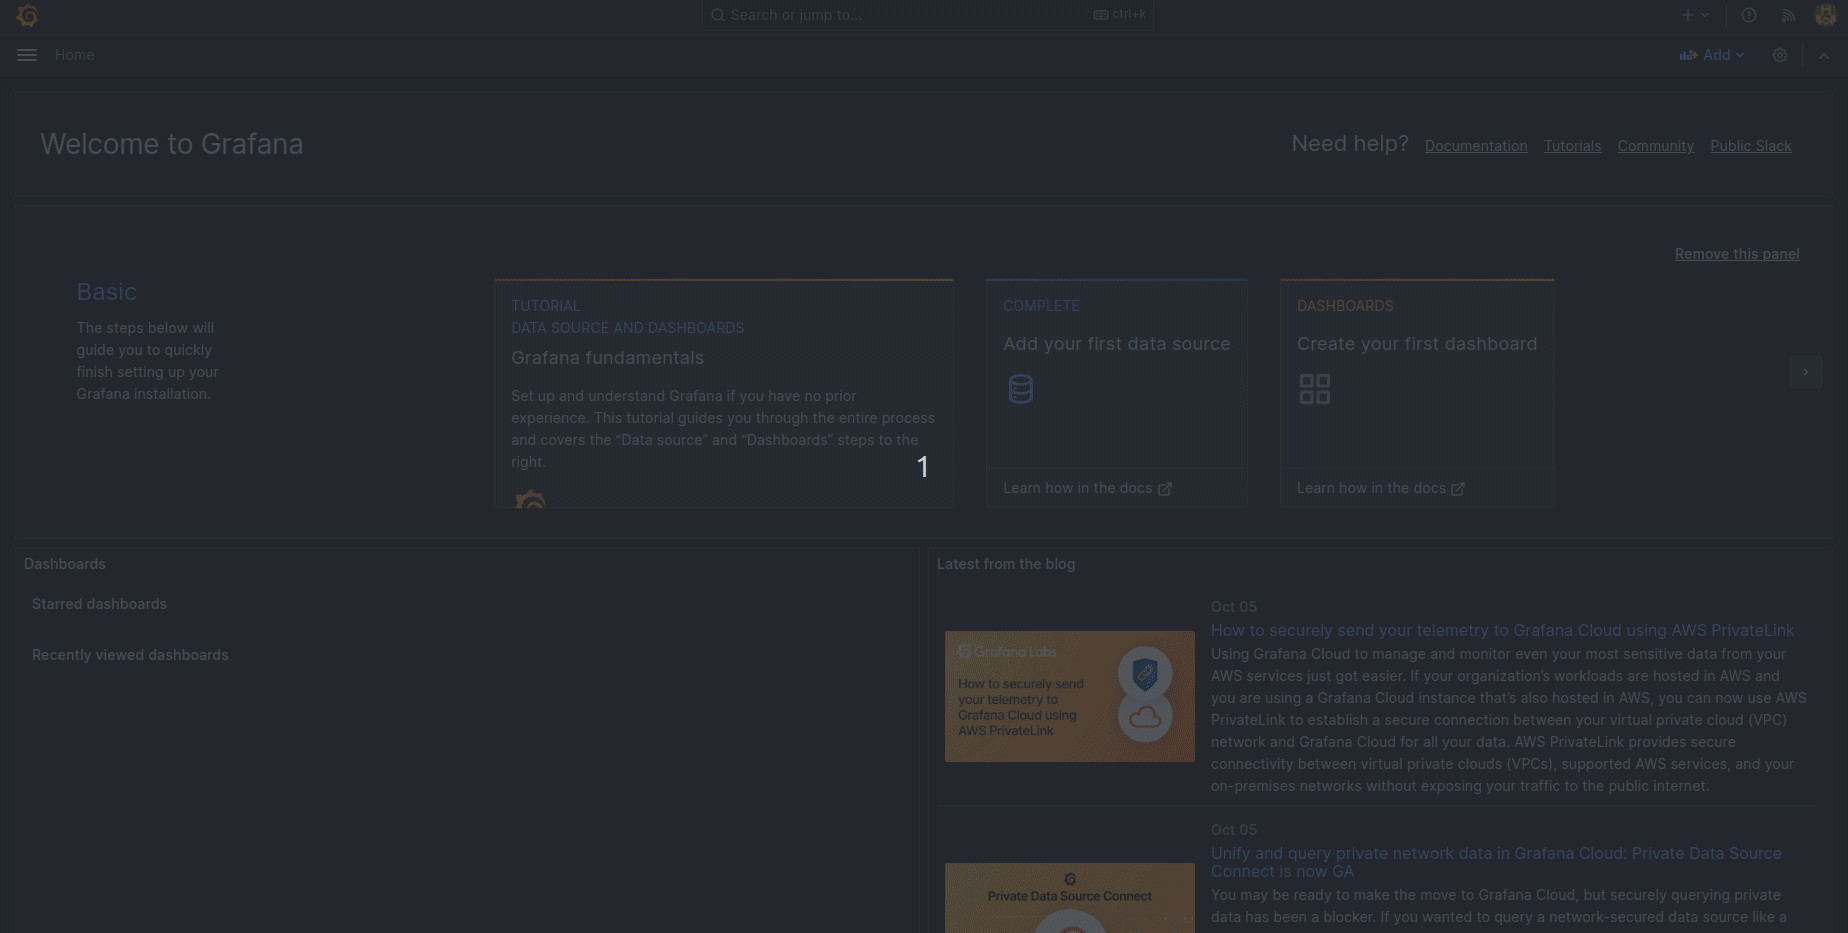 Search or jump to...
ctrl+k
Home
Add
Welcome to Grafana
Need help?
Documentation
Tutorials
Community
Public Slack
Remove this panel
Basic
The steps below will
guide you to quickly
finish setting up your
Grafana installation.
TUTORIAL
DATA SOURCE AND DASHBOARDS
Grafana fundamentals
Set up and understand Grafana if you have no prior
experience. This tutorial guides you through the entire process
and covers the “Data source” and “Dashboards” steps to the
right.
1
COMPLETE
Add your first data source
Learn how in the docs
DASHBOARDS
Create your first dashboard
Learn how in the docs
Dashboards
Starred dashboards
Recently viewed dashboards
Latest from the blog
Grafana Labs
How to securely send
your telemetry to
Grafana Cloud using
AWS PrivateLink
Oct 05
How to securely send your telemetry to Grafana Cloud using AWS PrivateLink
Using Grafana Cloud to manage and monitor even your most sensitive data from your
AWS services just got easier. If your organization’s workloads are hosted in AWS and
you are using a Grafana Cloud instance that’s also hosted in AWS, you can now use AWS
PrivateLink to establish a secure connection between your virtual private cloud (VPC)
network and Grafana Cloud for all your data. AWS PrivateLink provides secure
connectivity between virtual private clouds (VPCs), supported AWS services, and your
on-premises networks without exposing your traffic to the public internet.
Private Data Source Connect
Oct 05
Unify and query private network data in Grafana Cloud: Private Data Source
Connect is now GA
You may be ready to make the move to Grafana Cloud, but securely querying private
data has been a blocker. If you wanted to query a network-secured data source like a